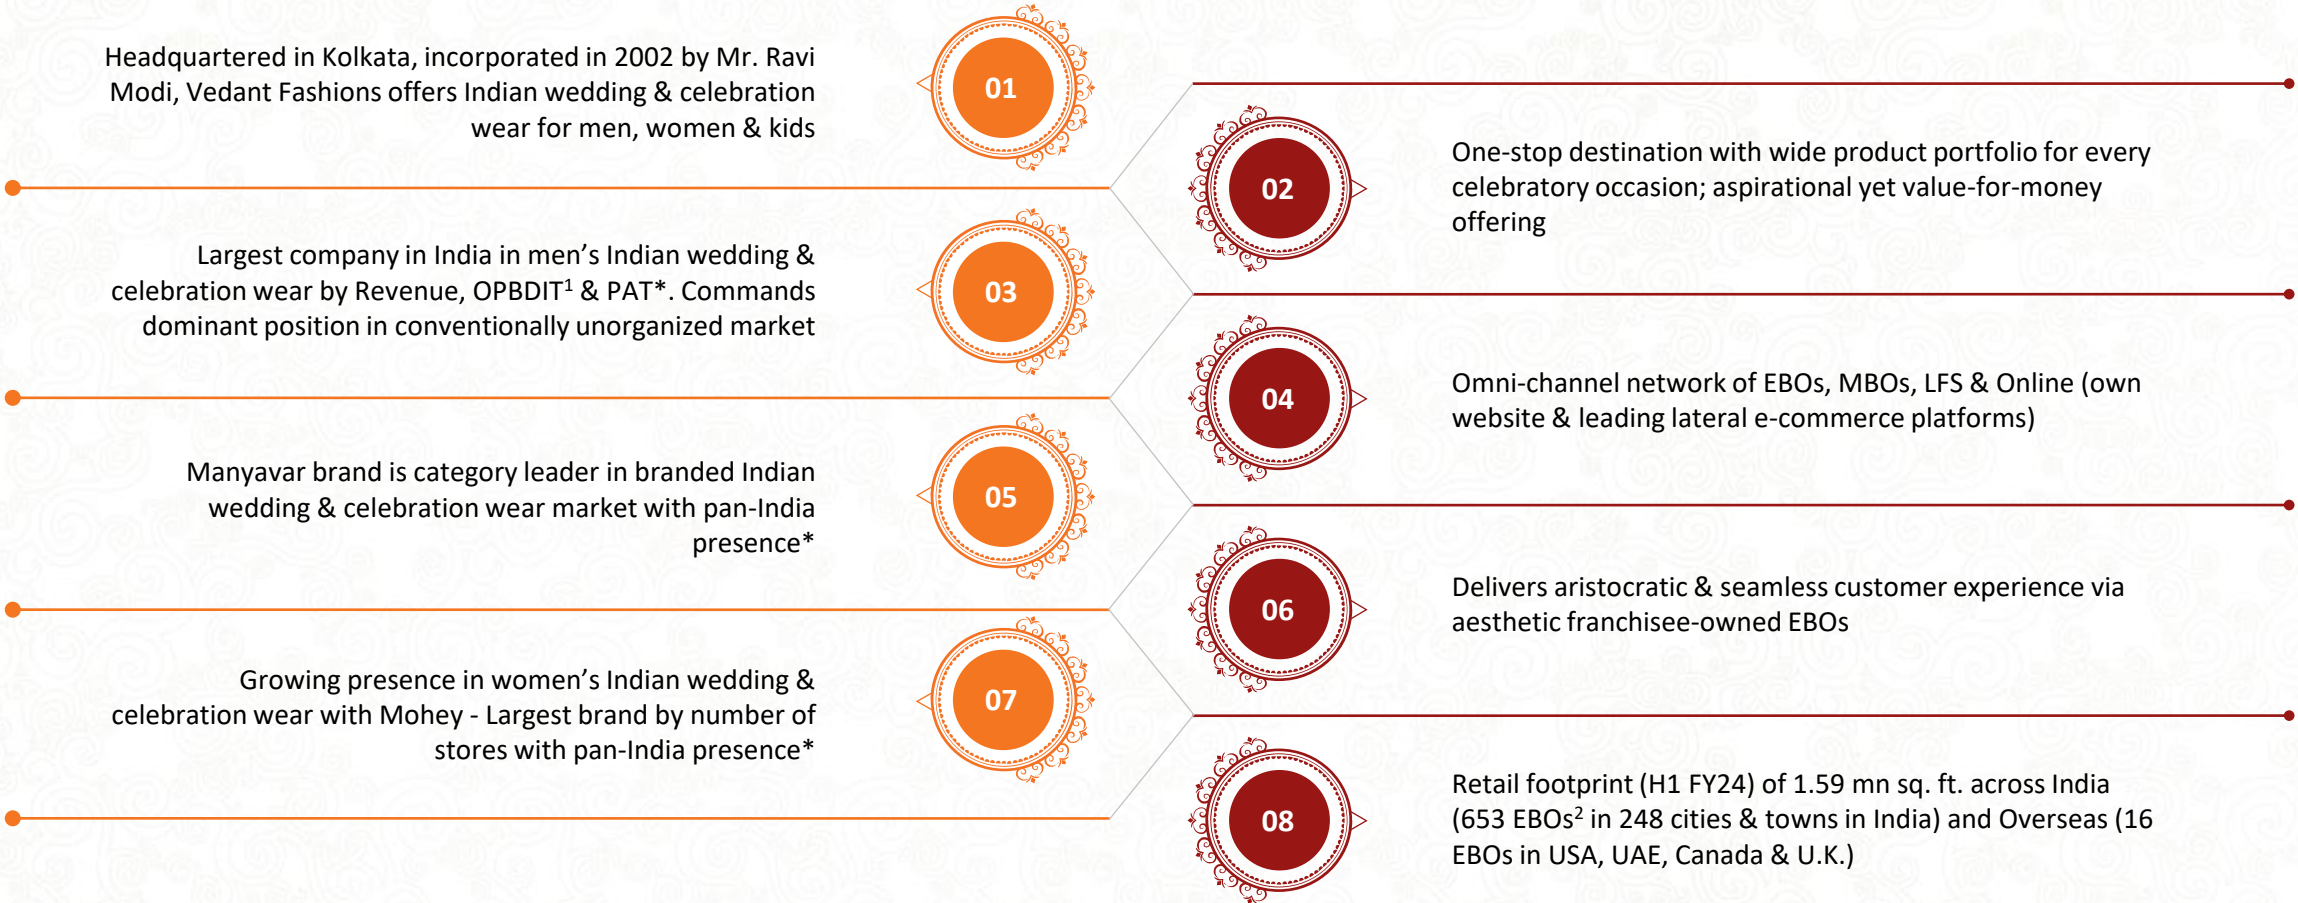 01
Headquartered in Kolkata, incorporated in 2002 by Mr. Ravi
Modi, Vedant Fashions offers Indian wedding & celebration
wear for men, women & kids
02
One-stop destination with wide product portfolio for every
celebratory occasion; aspirational yet value-for-money
offering
03
Largest company in India in men’s Indian wedding &
celebration wear by Revenue, OPBDIT¹ & PAT*. Commands
dominant position in conventionally unorganized market
04
Omni-channel network of EBOs, MBOs, LFS & Online (own
website & leading lateral e-commerce platforms)
05
Manyavar brand is category leader in branded Indian
wedding & celebration wear market with pan-India
presence*
06
Delivers aristocratic & seamless customer experience via
aesthetic franchisee-owned EBOs
07
Growing presence in women’s Indian wedding &
celebration wear with Mohey - Largest brand by number of
stores with pan-India presence*
08
Retail footprint (H1 FY24) of 1.59 mn sq. ft. across India
(653 EBOs² in 248 cities & towns in India) and Overseas (16
EBOs in USA, UAE, Canada & U.K.)